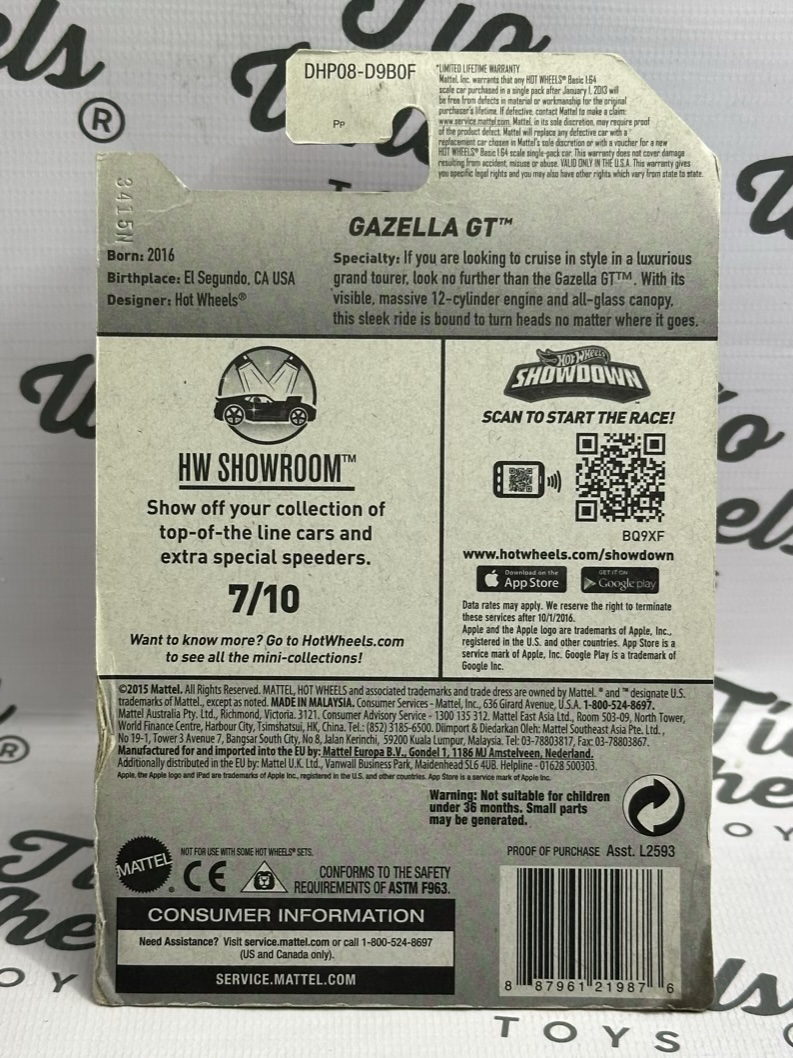 DHP08-D9B0F
Pp
*LIMITED LIFETIME WARRANTY
Mattel, Inc. warrants that any HOT WHEELS® Basic 1:64
scale car purchased in a single pack after January 1, 2013 will
be free from defects in material or workmanship for the original
purchaser's lifetime. If defective, contact Mattel to make a claim:
www.service.mattel.com. Mattel, in its sole discretion, may require proof
of the product defect. Mattel will replace any defective car with a
replacement car chosen in Mattel's sole discretion or with a voucher for a new
HOT WHEELS® Basic 1:64 scale single-pack car. This warranty does not cover damage
resulting from accident, misuse or abuse. VALID ONLY IN THE U.S.A. This warranty gives
you specific legal rights and you may also have other rights which vary from state to state.
3415N
GAZELLA GT™
Born: 2016
Birthplace: El Segundo, CA USA
Designer: Hot Wheels®
Specialty: If you are looking to cruise in style in a luxurious
grand tourer, look no further than the Gazella GT™. With its
visible, massive 12-cylinder engine and all-glass canopy,
this sleek ride is bound to turn heads no matter where it goes.
HW SHOWROOM™
Show off your collection of
top-of-the line cars and
extra special speeders.
7/10
Want to know more? Go to HotWheels.com
to see all the mini-collections!
HOT WHEELS
SHOWDOWN
SCAN TO START THE RACE!
BQ9XF
www.hotwheels.com/showdown
Download on the
App Store
GET IT ON
Google play
Data rates may apply. We reserve the right to terminate
these services after 10/1/2016.
Apple and the Apple logo are trademarks of Apple, Inc.,
registered in the U.S. and other countries. App Store is a
service mark of Apple, Inc. Google Play is a trademark of
Google Inc.
©2015 Mattel. All Rights Reserved. MATTEL, HOT WHEELS and associated trademarks and trade dress are owned by Mattel. ® and ™ designate U.S.
trademarks of Mattel., except as noted. MADE IN MALAYSIA. Consumer Services - Mattel, Inc., 636 Girard Avenue, U.S.A. 1-800-524-8697.
Mattel Australia Pty. Ltd., Richmond, Victoria. 3121. Consumer Advisory Service - 1300 135 312. Mattel East Asia Ltd., Room 503-09, North Tower,
World Finance Centre, Harbour City, Tsimshatsui, HK, China. Tel.: (852) 3185-6500. Diimport & Diedarkan Oleh: Mattel Southeast Asia Pte. Ltd.,
No 19-1, Tower 3 Avenue 7, Bangsar South City, No 8, Jalan Kerinchi, 59200 Kuala Lumpur, Malaysia. Tel: 03-78803817, Fax: 03-78803867.
Manufactured for and imported into the EU by: Mattel Europa B.V., Gondel 1, 1186 MJ Amstelveen, Nederland.
Additionally distributed in the EU by: Mattel U.K. Ltd., Vanwall Business Park, Maidenhead SL6 4UB. Helpline - 01628 500303.
Apple, the Apple logo and iPad are trademarks of Apple Inc., registered in the U.S. and other countries. App Store is a service mark of Apple Inc.
Warning: Not suitable for children
under 36 months. Small parts
may be generated.
MATTEL
NOT FOR USE WITH SOME HOT WHEELS® SETS.
CE
CONFORMS TO THE SAFETY
REQUIREMENTS OF ASTM F963.
PROOF OF PURCHASE Asst. L2593
CONSUMER INFORMATION
Need Assistance? Visit service.mattel.com or call 1-800-524-8697
(US and Canada only).
SERVICE.MATTEL.COM
8 87961 21987 6
TOYS